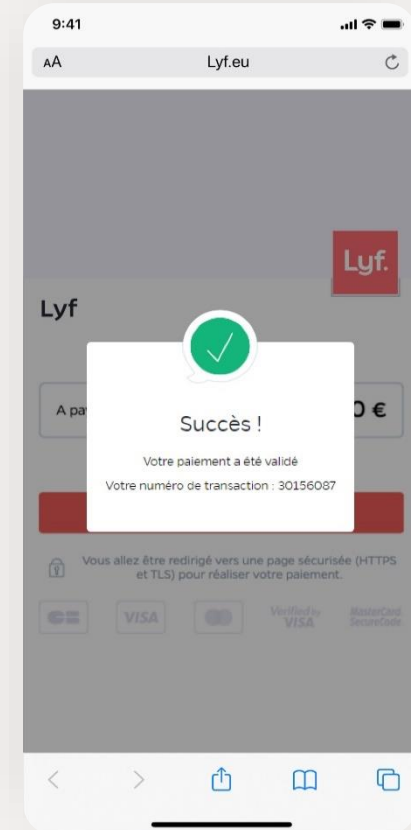 9:41
AA Lyf.eu
Lyf.
Lyf
A pa 0 €
Succès !
Votre paiement a été validé
Votre numéro de transaction : 30156087
Vous allez être redirigé vers une page sécurisée (HTTPS
et TLS) pour réaliser votre paiement.
CB VISA Verified by VISA MasterCard SecureCode